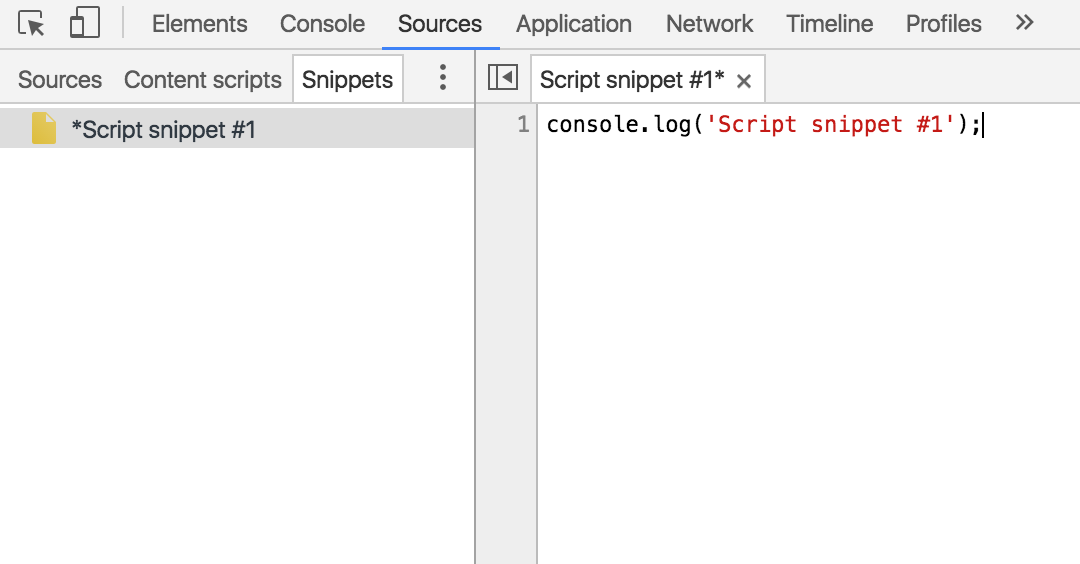 Elements Console Sources Application Network Timeline Profiles »
Sources Content scripts Snippets Script snippet #1* ×
*Script snippet #1
1 console.log('Script snippet #1');